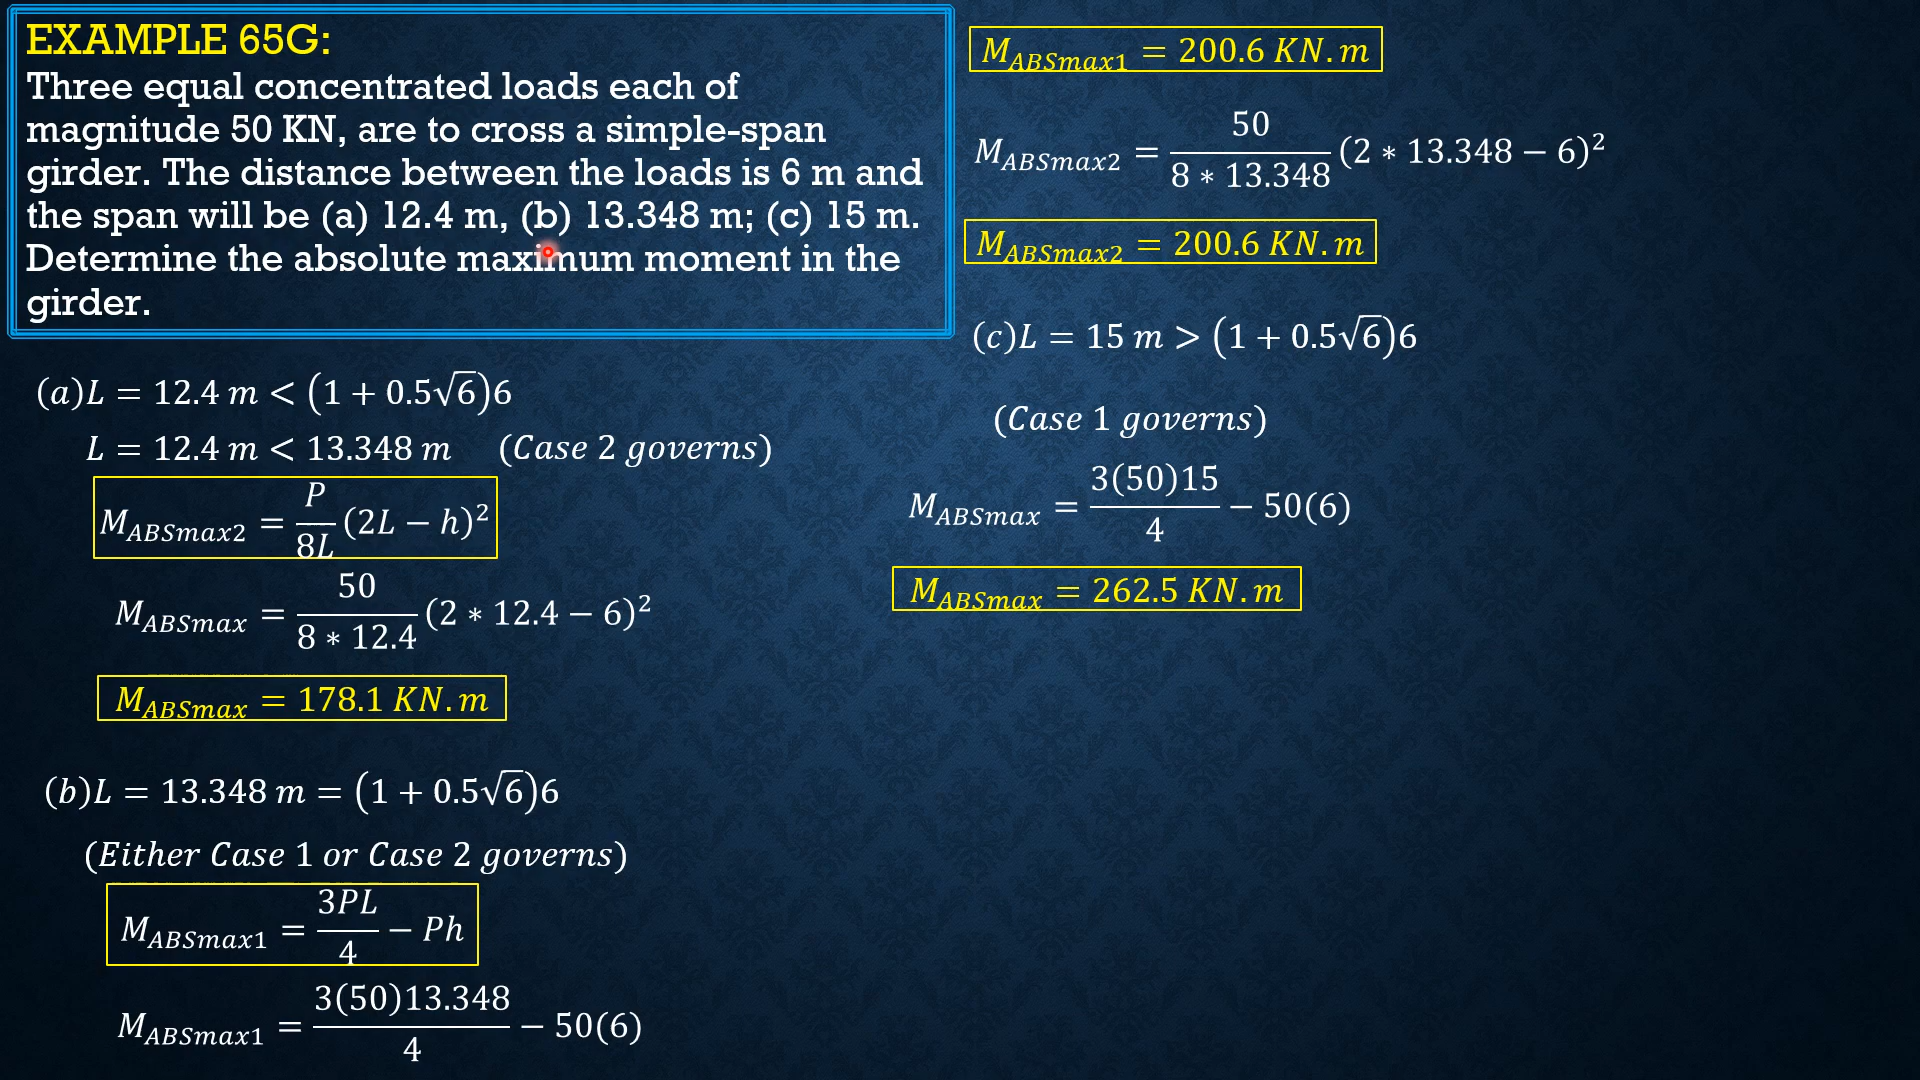 EXAMPLE 65G:
Three equal concentrated loads each of
magnitude 50 KN, are to cross a simple-span
girder. The distance between the loads is 6 m and
the span will be (a) 12.4 m, (b) 13.348 m; (c) 15 m.
Determine the absolute maximum moment in the
girder.
(a)L = 12.4 m < (1 + 0.5√6)6
L = 12.4 m < 13.348 m (Case 2 governs)
M_ABSmax2 = P/8L (2L − h)²
M_ABSmax = 50/(8 ∗ 12.4) (2 ∗ 12.4 − 6)²
M_ABSmax = 178.1 KN.m
(b)L = 13.348 m = (1 + 0.5√6)6
(Either Case 1 or Case 2 governs)
M_ABSmax1 = 3PL/4 − Ph
M_ABSmax1 = 3(50)13.348/4 − 50(6)
M_ABSmax1 = 200.6 KN.m
M_ABSmax2 = 50/(8 ∗ 13.348) (2 ∗ 13.348 − 6)²
M_ABSmax2 = 200.6 KN.m
(c)L = 15 m > (1 + 0.5√6)6
(Case 1 governs)
M_ABSmax = 3(50)15/4 − 50(6)
M_ABSmax = 262.5 KN.m